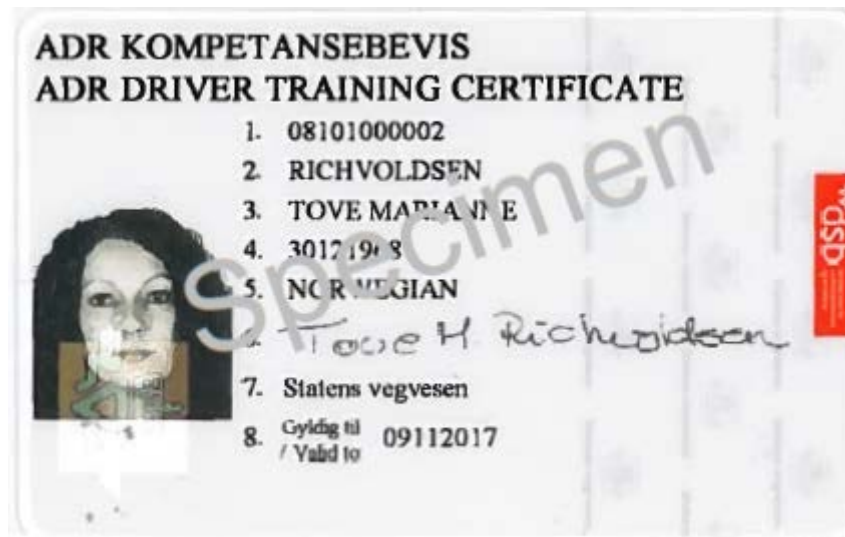 ADR KOMPETANSEBEVIS
ADR DRIVER TRAINING CERTIFICATE
1. 08101000002
2. RICHVOLDSEN
3. TOVE MARIANNE
4. 30121968
5. NORWEGIAN
6. Tove M Richvoldsen
7. Statens vegvesen
8. Gyldig til / Valid to 09112017
Specimen